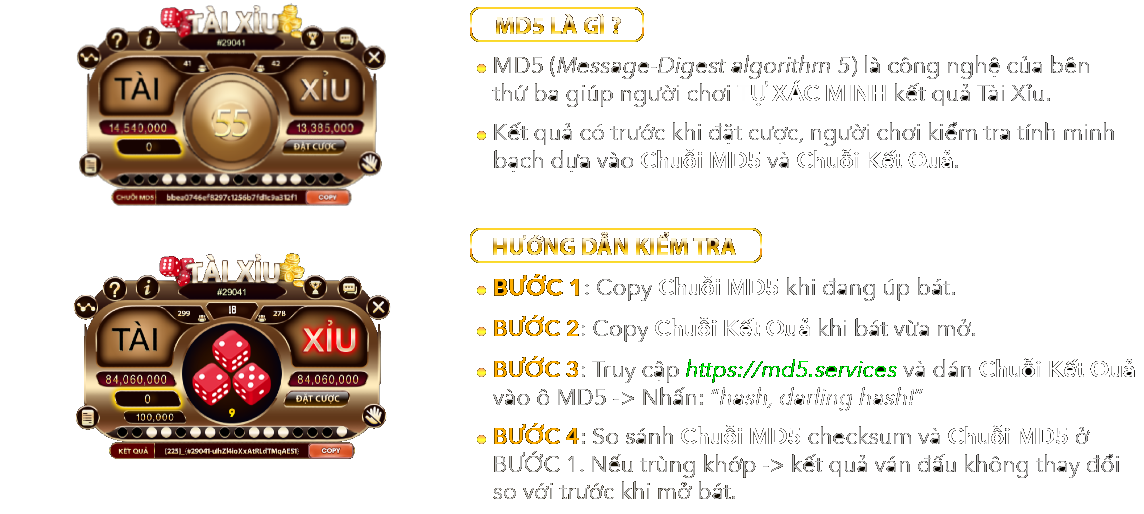 TÀI XỈU
#29041
41
42
TÀI
XỈU
55
14,540,000
13,385,000
0
ĐẶT CƯỢC
CHUỖI MD5
bbea0746ef8297c1256b7fd1c9a312f1
COPY
MD5 LÀ GÌ ?
MD5 (Message-Digest algorithm 5) là công nghệ của bên
thứ ba giúp người chơi TỰ XÁC MINH kết quả Tài Xỉu.
Kết quả có trước khi đặt cược, người chơi kiểm tra tính minh
bạch dựa vào Chuỗi MD5 và Chuỗi Kết Quả.
TÀI XỈU
#29041
299
18
278
TÀI
XỈU
84,060,000
84,060,000
0
ĐẶT CƯỢC
100,000
9
KẾT QUẢ
COPY
HƯỚNG DẪN KIỂM TRA
BƯỚC 1: Copy Chuỗi MD5 khi đang úp bát.
BƯỚC 2: Copy Chuỗi Kết Quả khi bát vừa mở.
BƯỚC 3: Truy cập https://md5.services và dán Chuỗi Kết Quả
vào ô MD5 -> Nhấn: "hash, darling hash!"
BƯỚC 4: So sánh Chuỗi MD5 checksum và Chuỗi MD5 ở
BƯỚC 1. Nếu trùng khớp -> kết quả ván đấu không thay đổi
so với trước khi mở bát.